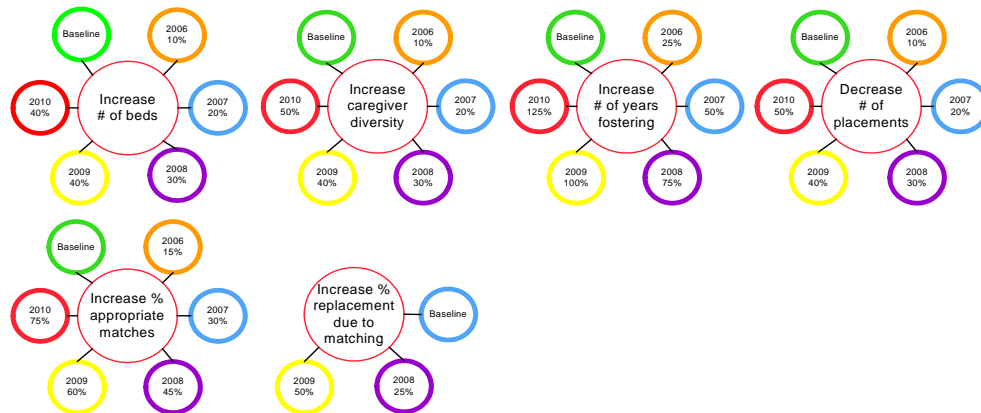 Baseline
2006
10%
2010
40%
Increase
# of beds
2007
20%
2009
40%
2008
30%
Baseline
2006
10%
2010
50%
Increase
caregiver
diversity
2007
20%
2009
40%
2008
30%
Baseline
2006
25%
2010
125%
Increase
# of years
fostering
2007
50%
2009
100%
2008
75%
Baseline
2006
10%
2010
50%
Decrease
# of
placements
2007
20%
2009
40%
2008
30%
Baseline
2006
15%
2010
75%
Increase %
appropriate
matches
2007
30%
2009
60%
2008
45%
Increase %
replacement
due to
matching
Baseline
2009
50%
2008
25%